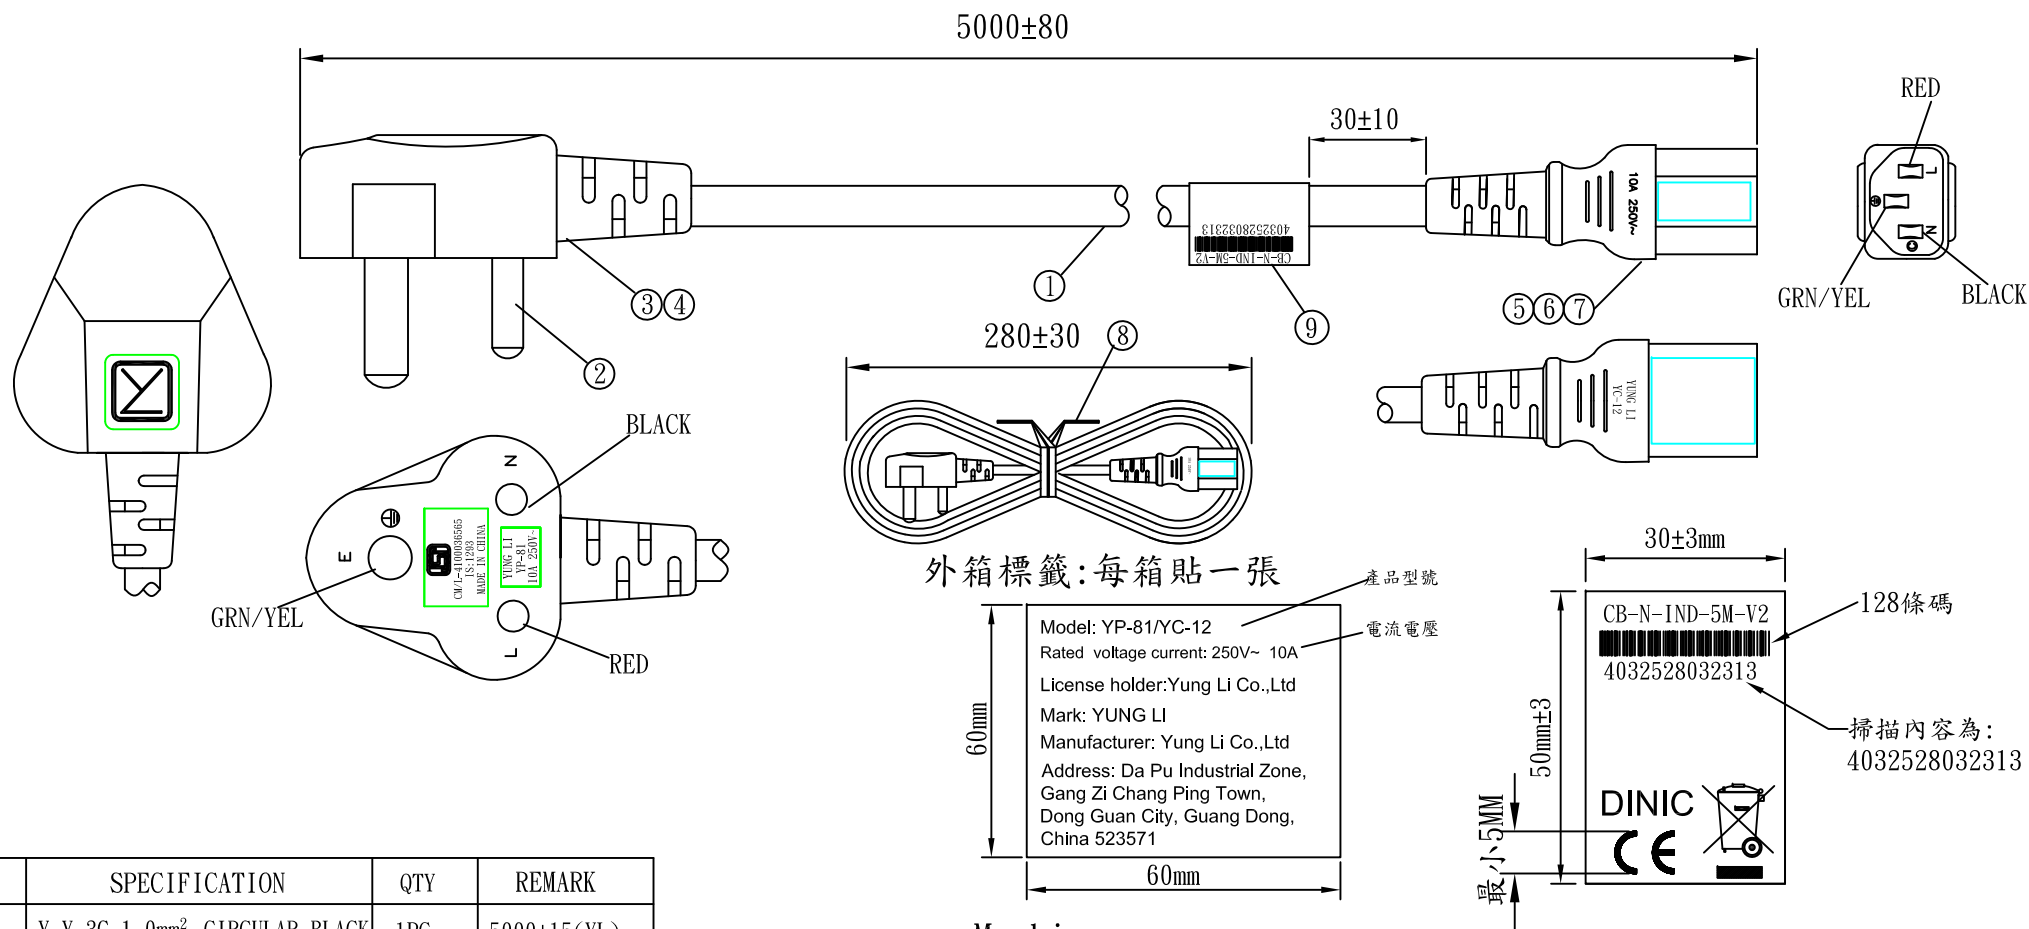 5000±80
30±10
RED
10A 250V~
4032528032313
CB-N-IND-5M-V2
L
N
GRN/YEL
BLACK
③④
①
②
⑨
⑤⑥⑦
280±30
⑧
YUNG LI
YC-12
BLACK
N
E
L
CM/L-4100036565
IS:1293
MADE IN CHINA
YUNG LI
YP-81
10A 250V~
GRN/YEL
RED
外箱標籤:每箱貼一張
產品型號
電流電壓
Model: YP-81/YC-12
Rated voltage current: 250V~ 10A
License holder:Yung Li Co.,Ltd
Mark: YUNG LI
Manufacturer: Yung Li Co.,Ltd
Address: Da Pu Industrial Zone,
Gang Zi Chang Ping Town,
Dong Guan City, Guang Dong,
China 523571
60mm
60mm
30±3mm
CB-N-IND-5M-V2
4032528032313
128條碼
掃描內容為:
4032528032313
50mm±3
最小5MM
DINIC
CE
SPECIFICATION QTY REMARK